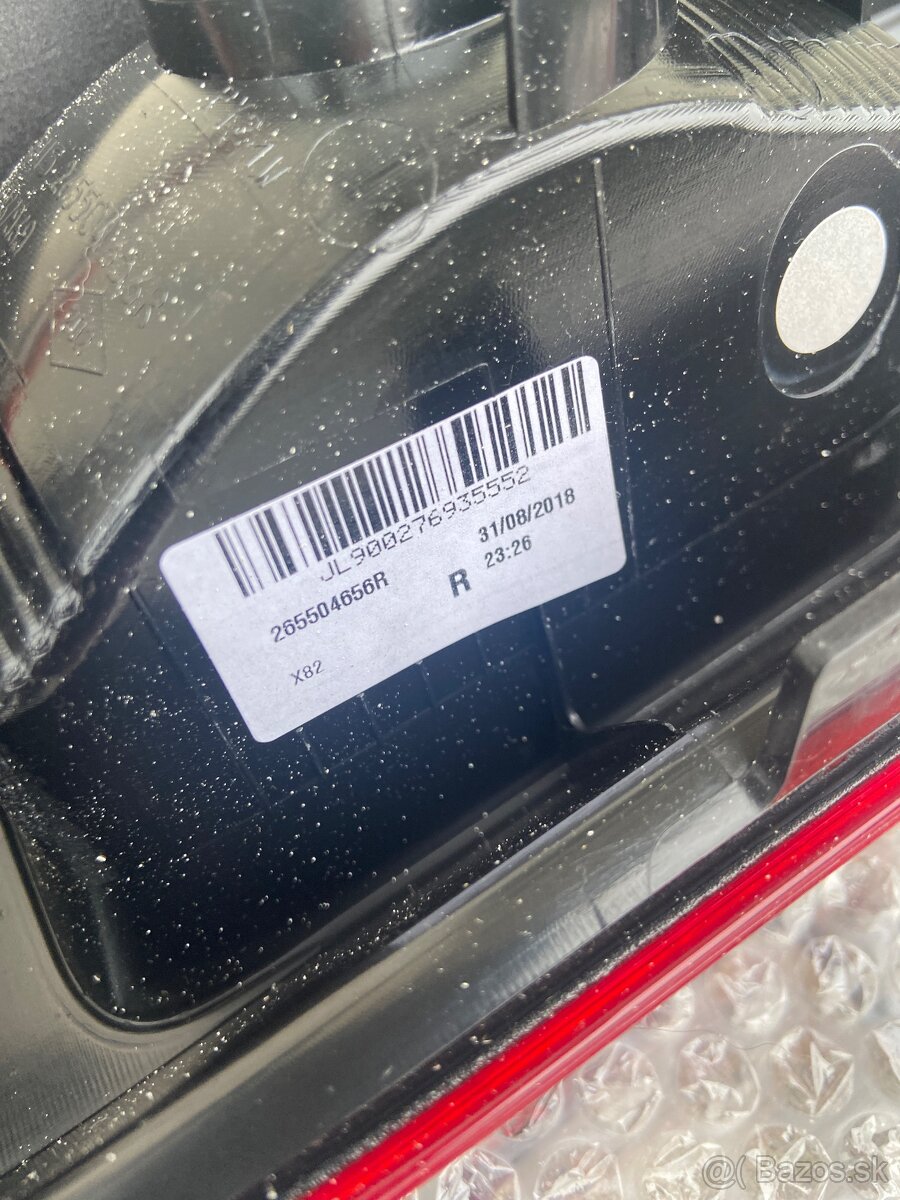 JL900276935552
265504656R
R
31/08/2018
23:26
X82
@( Bazos.sk